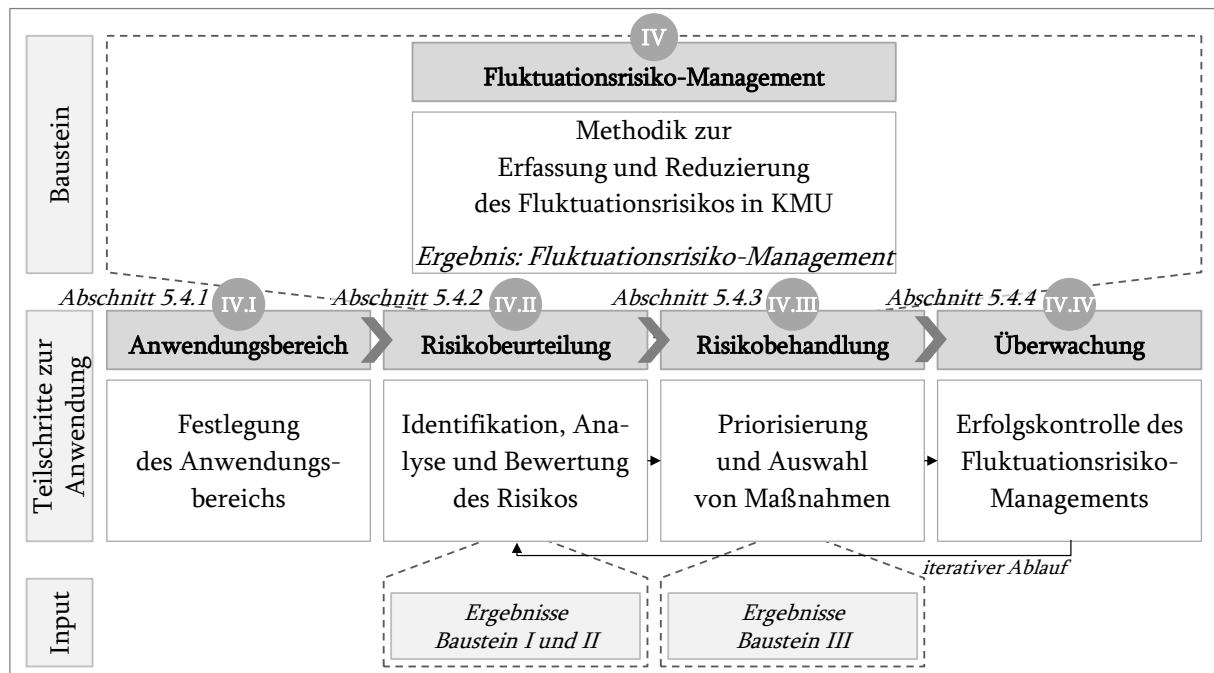 Baustein
IV
Fluktuationsrisiko-Management
Methodik zur
Erfassung und Reduzierung
des Fluktuationsrisikos in KMU
Ergebnis: Fluktuationsrisiko-Management
Teilschritte zur
Anwendung
Abschnitt 5.4.1
IV.I
Anwendungsbereich
Festlegung
des Anwendungs-
bereichs
Abschnitt 5.4.2
IV.II
Risikobeurteilung
Identifikation, Ana-
lyse und Bewertung
des Risikos
Abschnitt 5.4.3
IV.III
Risikobehandlung
Priorisierung
und Auswahl
von Maßnahmen
Abschnitt 5.4.4
IV.IV
Überwachung
Erfolgskontrolle des
Fluktuationsrisiko-
Managements
iterativer Ablauf
Input
Ergebnisse
Baustein I und II
Ergebnisse
Baustein III